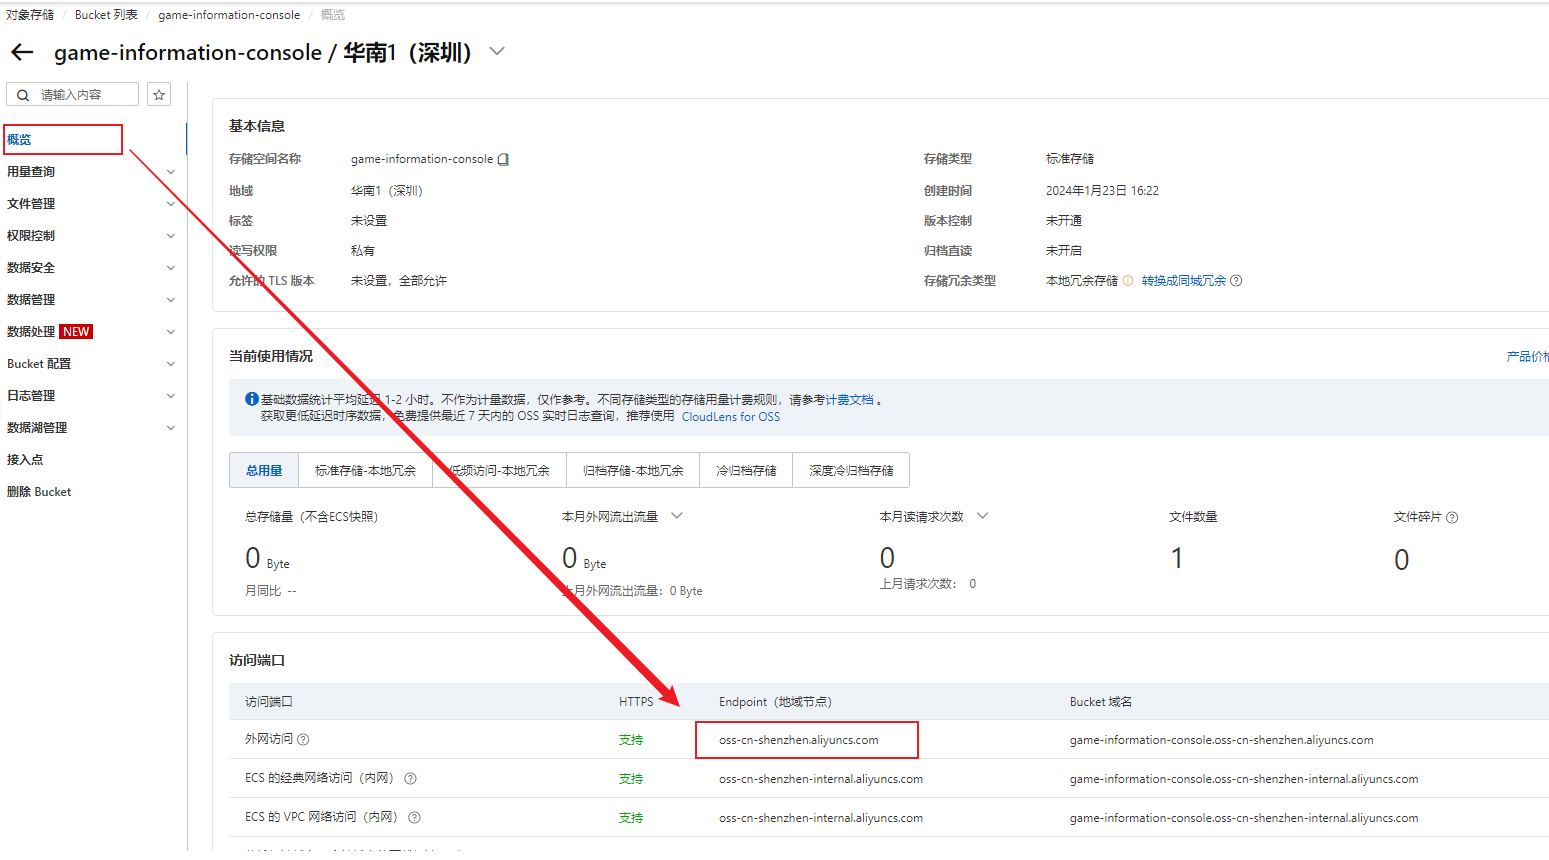 对象存储 / Bucket 列表 / game-information-console / 概览
game-information-console / 华南1（深圳）
请输入内容
概览
用量查询
文件管理
权限控制
数据安全
数据管理
数据处理 NEW
Bucket 配置
日志管理
数据湖管理
接入点
删除 Bucket
基本信息
存储空间名称 game-information-console 存储类型 标准存储
地域 华南1（深圳） 创建时间 2024年1月23日 16:22
标签 未设置 版本控制 未开通
读写权限 私有 归档直读 未开启
允许的 TLS 版本 未设置，全部允许 存储冗余类型 本地冗余存储 转换成同城冗余
当前使用情况 产品价格
基础数据统计平均延迟 1-2 小时。不作为计量数据，仅作参考。不同存储类型的存储用量计费规则，请参考计费文档 。
获取更低延迟时序数据，免费提供最近 7 天内的 OSS 实时日志查询，推荐使用 CloudLens for OSS
总用量 标准存储-本地冗余 低频访问-本地冗余 归档存储-本地冗余 冷归档存储 深度冷归档存储
总存储量（不含ECS快照） 本月外网流出流量 本月读请求次数 文件数量 文件碎片
0 Byte 0 Byte 0 1 0
月同比 -- 上月外网流出流量：0 Byte 上月请求次数： 0
访问端口
访问端口 HTTPS Endpoint（地域节点） Bucket 域名
外网访问 支持 oss-cn-shenzhen.aliyuncs.com game-information-console.oss-cn-shenzhen.aliyuncs.com
ECS 的经典网络访问（内网） 支持 oss-cn-shenzhen-internal.aliyuncs.com game-information-console.oss-cn-shenzhen-internal.aliyuncs.com
ECS 的 VPC 网络访问（内网） 支持 oss-cn-shenzhen-internal.aliyuncs.com game-information-console.oss-cn-shenzhen-internal.aliyuncs.com